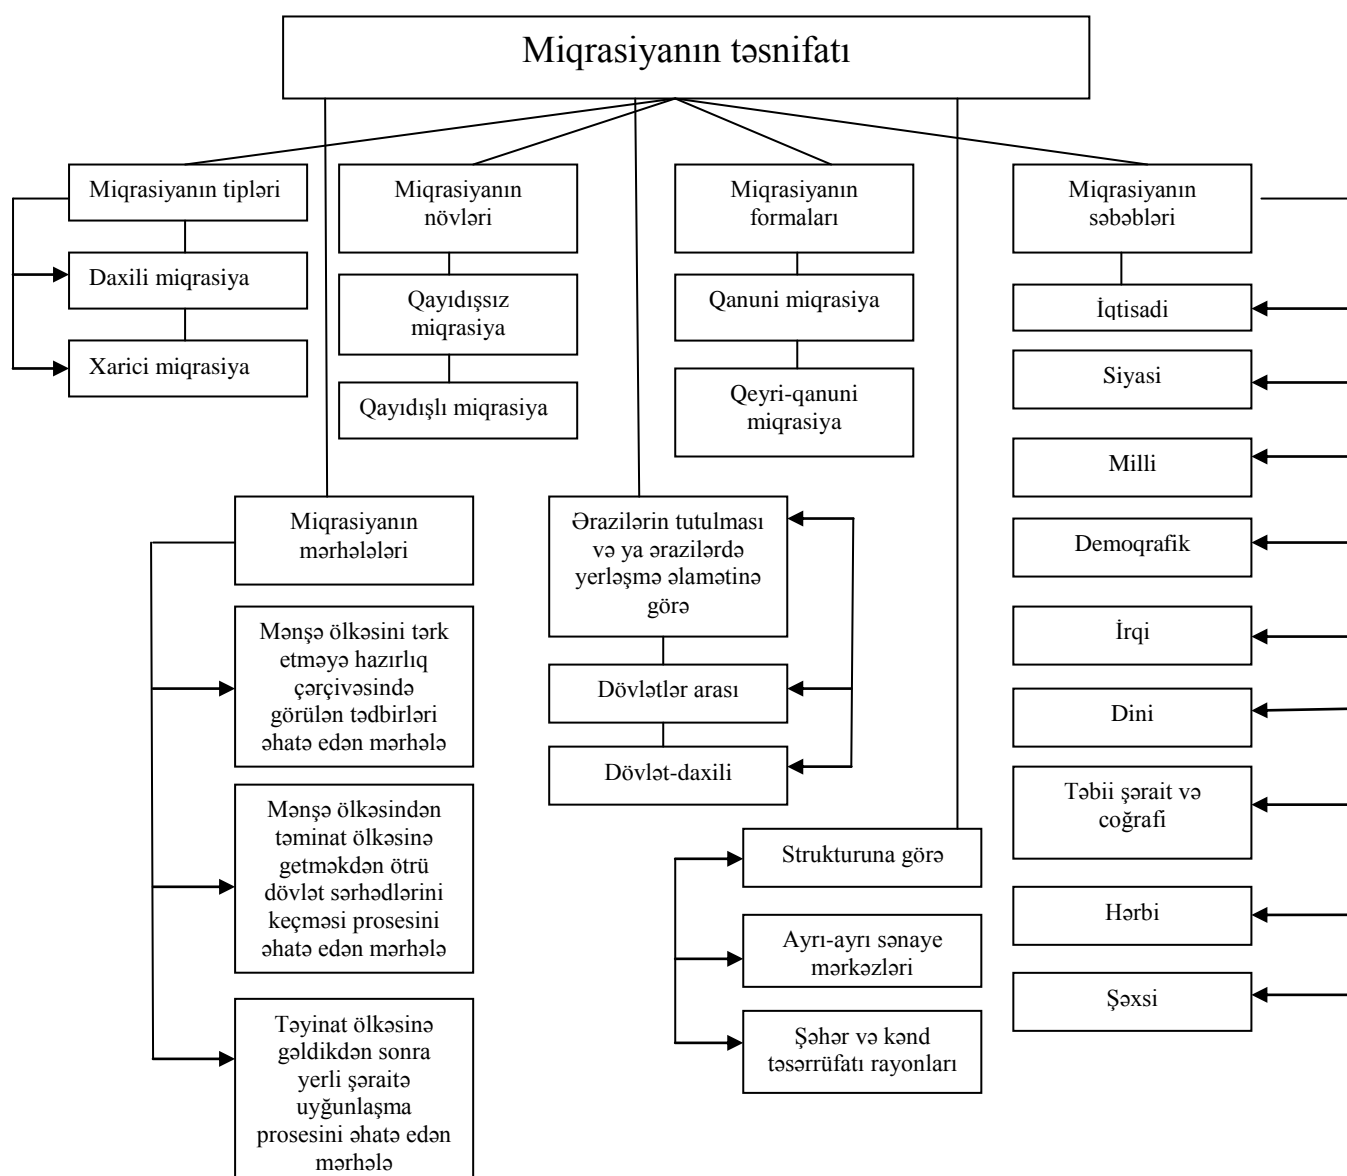 Miqrasiyanın təsnifatı
Miqrasiyanın tipləri
Daxili miqrasiya
Xarici miqrasiya
Miqrasiyanın
növləri
Qayıdışsız
miqrasiya
Qayıdışlı miqrasiya
Miqrasiyanın
formaları
Qanuni miqrasiya
Qeyri-qanuni
miqrasiya
Miqrasiyanın
səbəbləri
İqtisadi
Siyasi
Milli
Demoqrafik
İrqi
Dini
Təbii şərait və
coğrafi
Hərbi
Şəxsi
Miqrasiyanın
mərhələləri
Mənşə ölkəsini tərk
etməyə hazırlıq
çərçivəsində
görülən tədbirləri
əhatə edən mərhələ
Mənşə ölkəsindən
təminat ölkəsinə
getməkdən ötrü
dövlət sərhədlərini
keçməsi prosesini
əhatə edən mərhələ
Təyinat ölkəsinə
gəldikdən sonra
yerli şəraitə
uyğunlaşma
prosesini əhatə edən
mərhələ
Ərazilərin tutulması
və ya ərazilərdə
yerləşmə əlamətinə
görə
Dövlətlər arası
Dövlət-daxili
Strukturuna görə
Ayrı-ayrı sənaye
mərkəzləri
Şəhər və kənd
təsərrüfatı rayonları